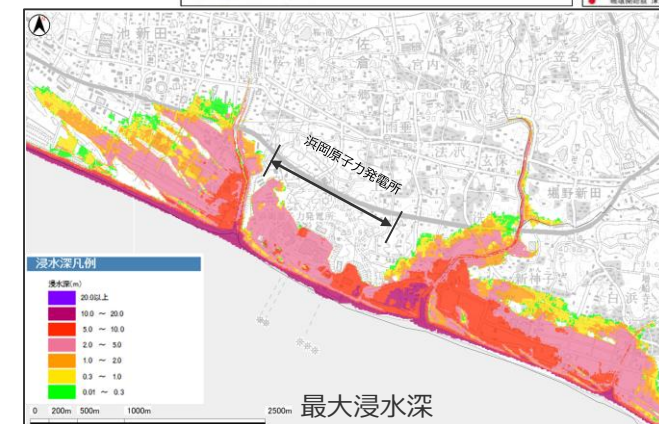 池新田
佐倉
宮内
笠名
浜岡原子力発電所
堀野新田
白浜
浸水深凡例
浸水深(m)
20.0以上
10.0 ～ 20.0
5.0 ～ 10.0
2.0 ～ 5.0
1.0 ～ 2.0
0.3 ～ 1.0
0.01 ～ 0.3
0 200m 500m 1000m 2500m
最大浸水深